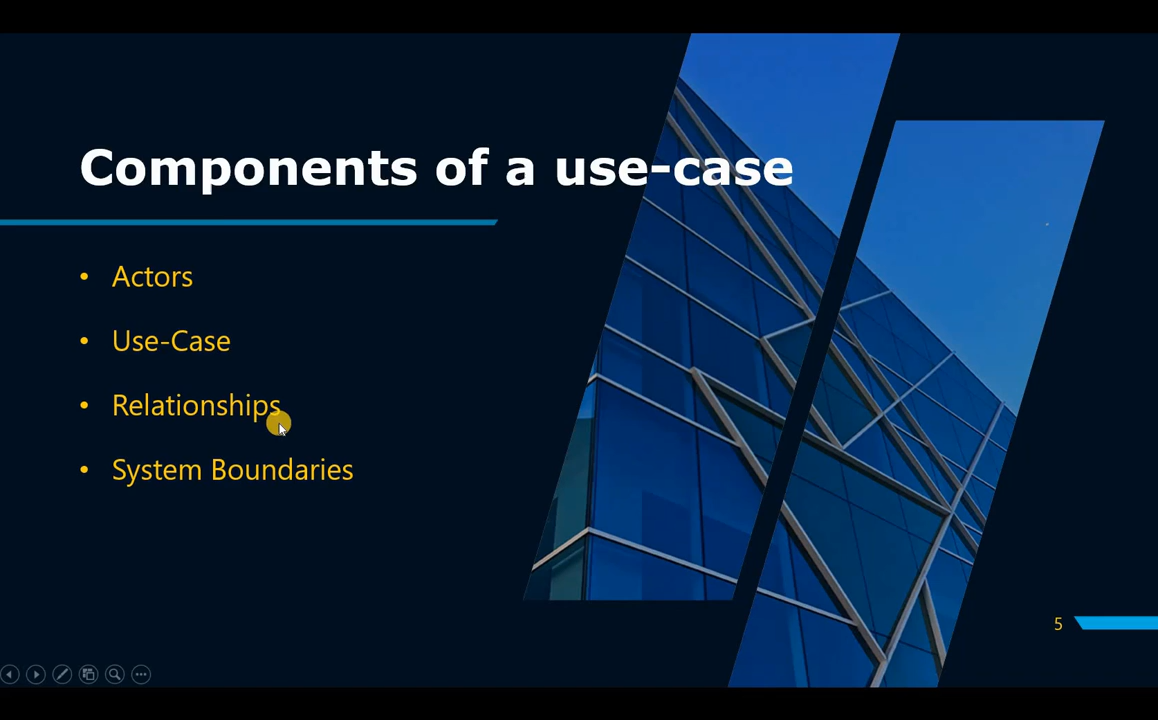 Components of a use-case
• Actors
• Use-Case
• Relationships
• System Boundaries
5